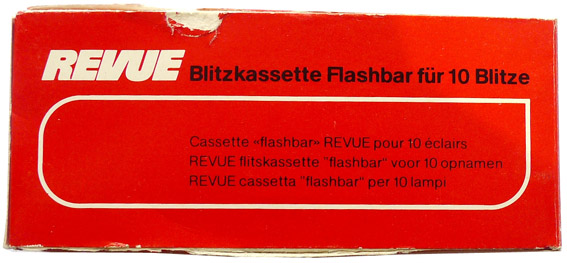 REVUE Blitzkassette Flashbar für 10 Blitze
Cassette «flashbar» REVUE pour 10 éclairs
REVUE flitskassette "flashbar" voor 10 opnamen
REVUE cassetta "flashbar" per 10 lampi